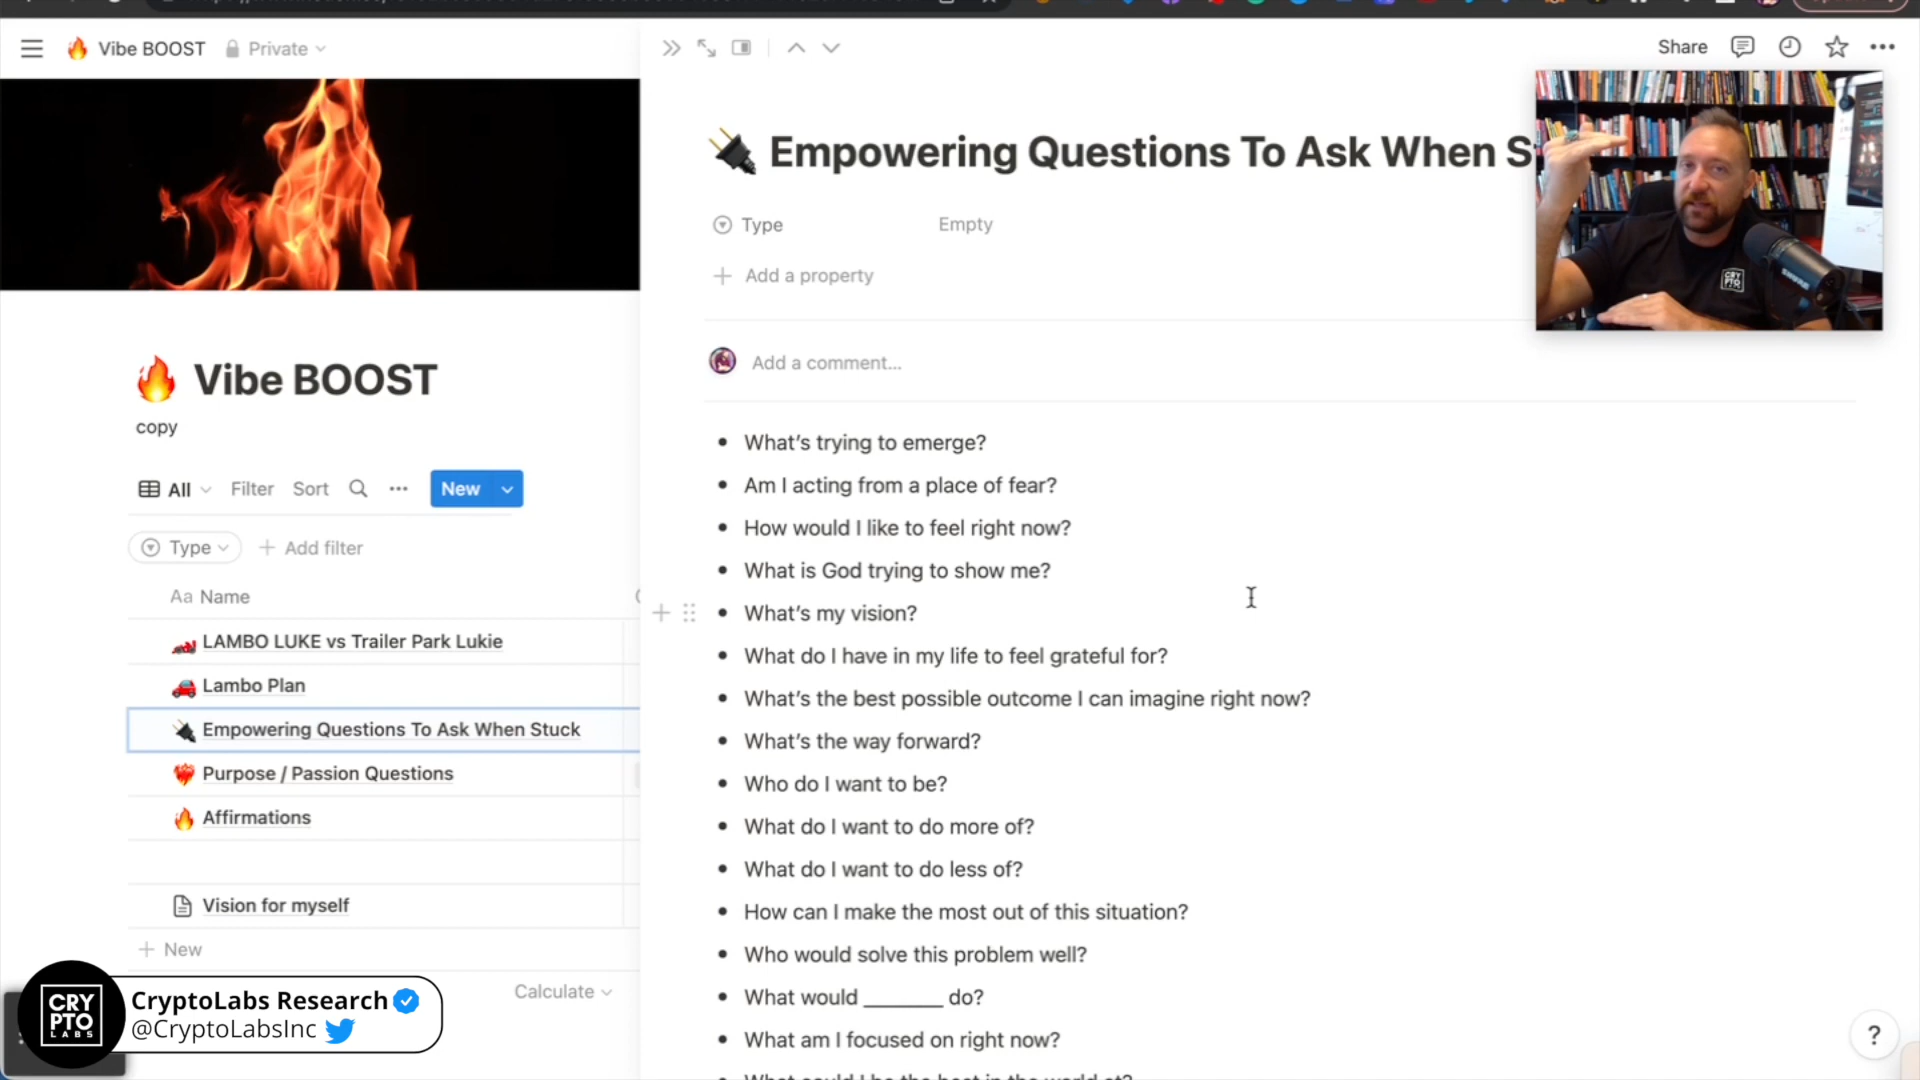 Vibe BOOST
Private
Share
Empowering Questions To Ask When S
Type
Empty
Add a property
Add a comment...
Vibe BOOST
copy
All
Filter
Sort
New
Type
Add filter
Aa Name
LAMBO LUKE vs Trailer Park Lukie
Lambo Plan
Empowering Questions To Ask When Stuck
Purpose / Passion Questions
Affirmations
Vision for myself
New
Calculate
What’s trying to emerge?
Am I acting from a place of fear?
How would I like to feel right now?
What is God trying to show me?
What’s my vision?
What do I have in my life to feel grateful for?
What’s the best possible outcome I can imagine right now?
What’s the way forward?
Who do I want to be?
What do I want to do more of?
What do I want to do less of?
How can I make the most out of this situation?
Who would solve this problem well?
What would ________ do?
What am I focused on right now?
CRY
PTO
LABS
CryptoLabs Research
@CryptoLabsInc
CRY
PTO
?